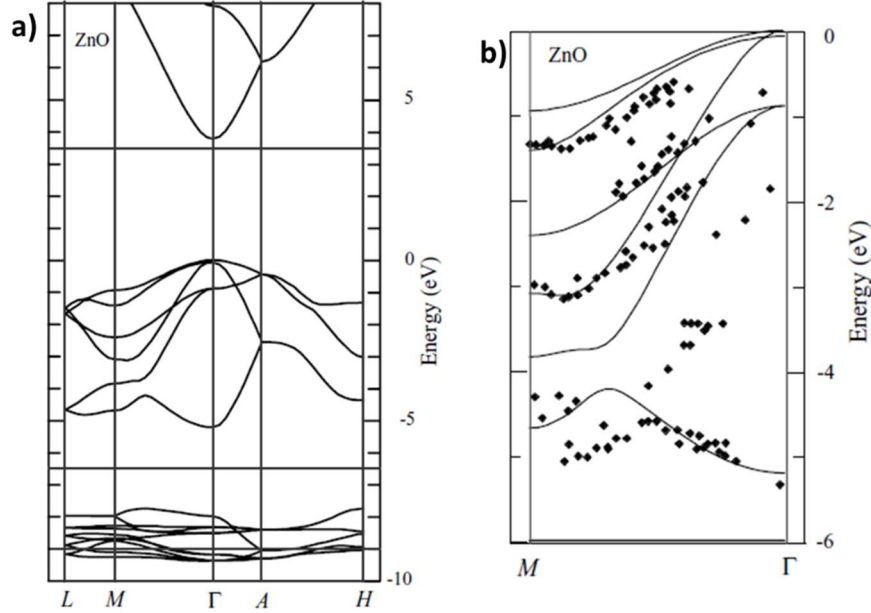 a)
ZnO
5
0
-5
-10
L M Γ A H
Energy (eV)
b)
ZnO
0
-2
-4
-6
M Γ
Energy (eV)